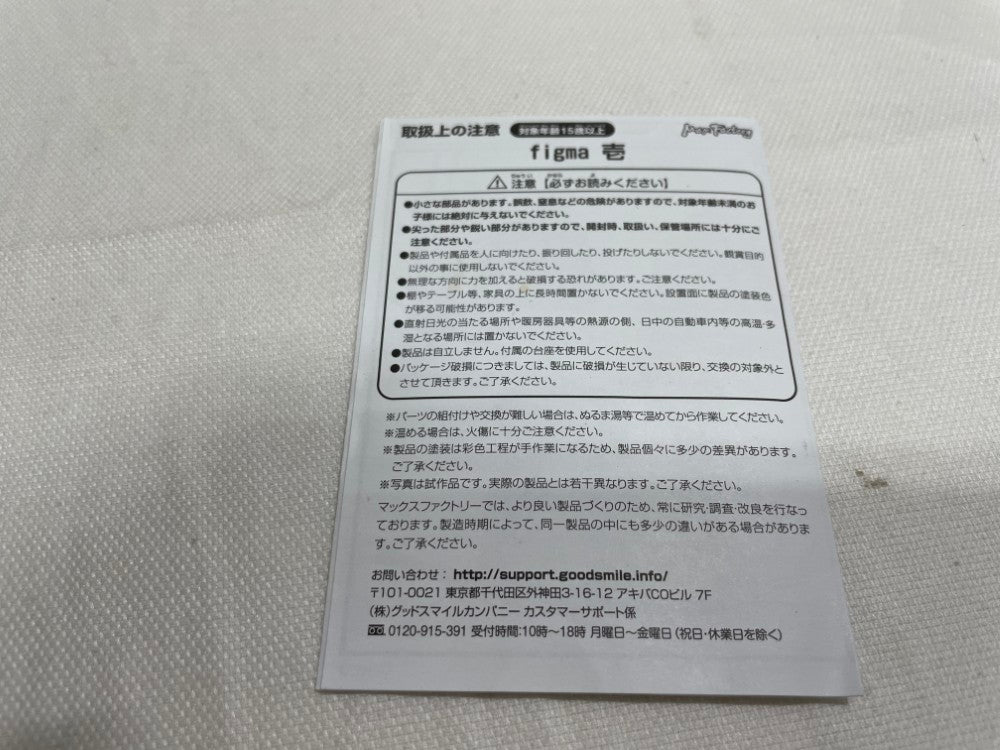 取扱上の注意 対象年齢15歳以上 Max Factory
figma 壱
⚠注意【必ずお読みください】
●小さな部品があります。誤飲、窒息などの危険がありますので、対象年齢未満のお
子様には絶対に与えないでください。
●尖った部分や鋭い部分がありますので、開封時、取扱い、保管場所には十分にご
注意ください。
●製品や付属品を人に向けたり、振り回したり、投げたりしないでください。観賞目的
以外の事に使用しないでください。
●無理な方向に力を加えると破損する恐れがあります。ご注意ください。
●棚やテーブル等、家具の上に長時間置かないでください。設置面に製品の塗装色
が移る可能性があります。
●直射日光の当たる場所や暖房器具等の熱源の側、日中の自動車内等の高温・多
湿となる場所には置かないでください。
●製品は自立しません。付属の台座を使用してください。
●パッケージ破損につきましては、製品に破損が生じていない限り、交換の対象外と
させて頂きます。ご了承ください。
※パーツの組付けや交換が難しい場合は、ぬるま湯等で温めてから作業してください。
※温める場合は、火傷に十分ご注意ください。
※製品の塗装は彩色工程が手作業になるため、製品個々に多少の差異があります。
ご了承ください。
※写真は試作品です。実際の製品とは若干異なります。ご了承ください。
マックスファクトリーでは、より良い製品づくりのため、常に研究・調査・改良を行なっ
ております。製造時期によって、同一製品の中にも多少の違いがある場合がありま
す。ご了承ください。
お問い合わせ：http://support.goodsmile.info/
〒101-0021 東京都千代田区外神田3-16-12 アキバCOビル 7F
(株)グッドスマイルカンパニー カスタマーサポート係
0120-915-391 受付時間:10時～18時 月曜日～金曜日（祝日・休業日を除く）